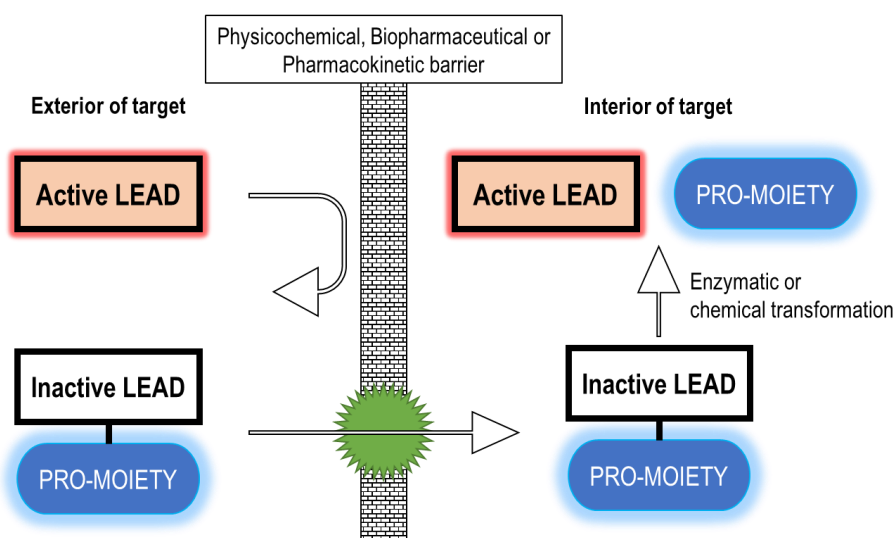 Physicochemical, Biopharmaceutical or
Pharmacokinetic barrier
Exterior of target
Interior of target
Active LEAD
Active LEAD
PRO-MOIETY
Enzymatic or
chemical transformation
Inactive LEAD
Inactive LEAD
PRO-MOIETY
PRO-MOIETY